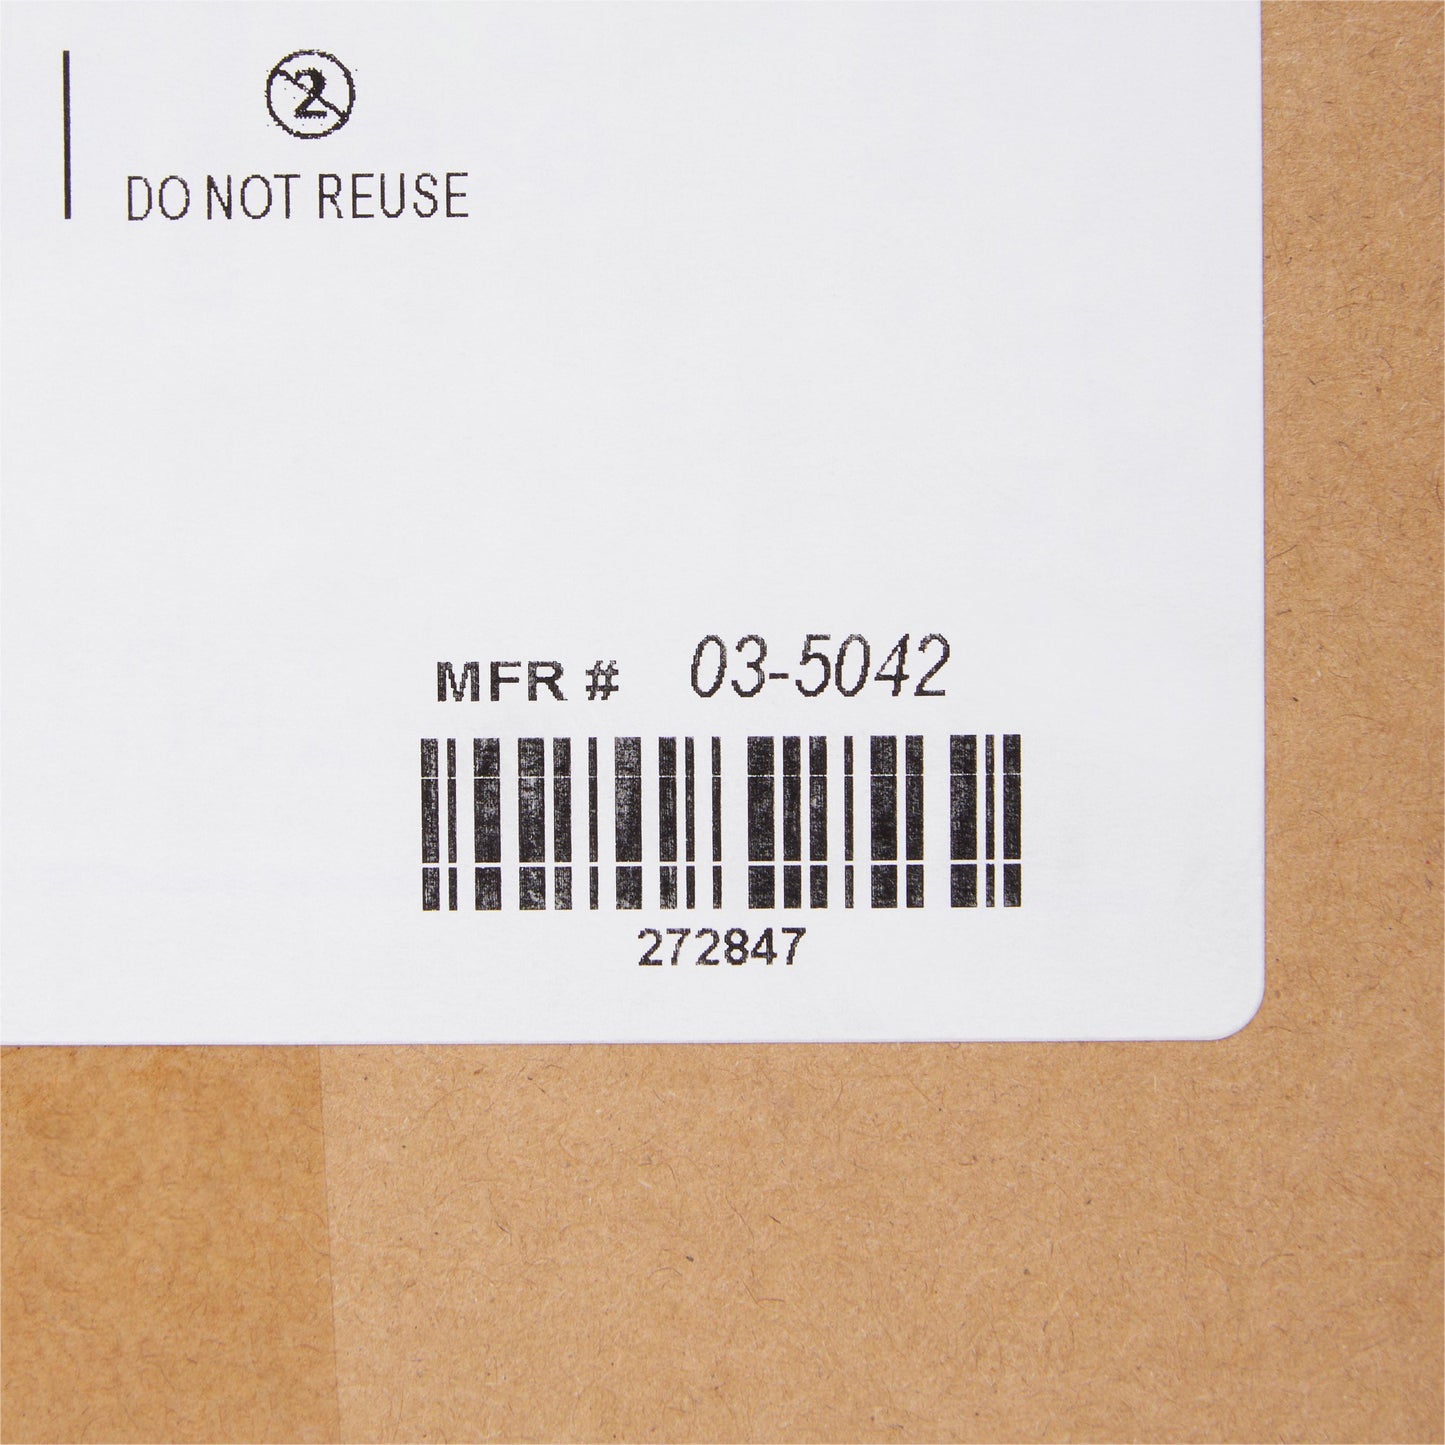 2
DO NOT REUSE
MFR # 03-5042
272847